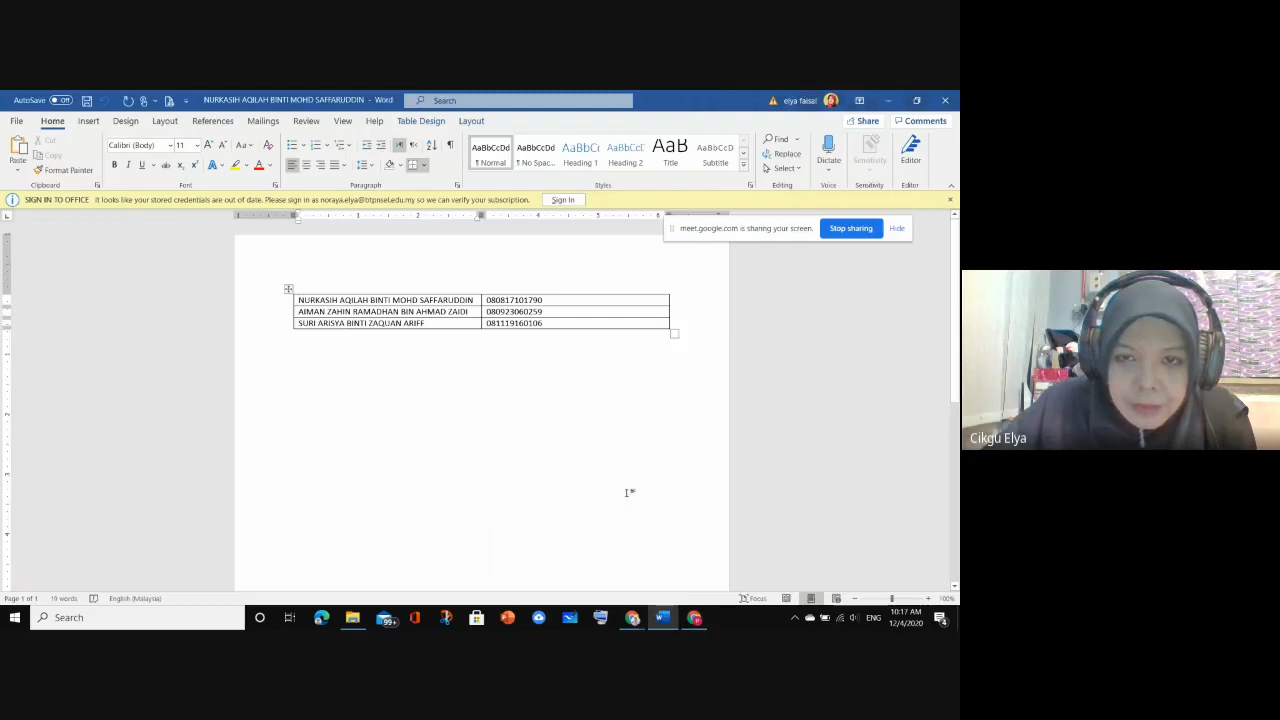 AutoSave Off NURKASIH AQILAH BINTI MOHD SAFFARUDDIN - Word Search elya faisal
File Home Insert Design Layout References Mailings Review View Help Table Design Layout Share Comments
Paste Cut Copy Format Painter Calibri (Body) 11 AaBbCcDd ¶ Normal AaBbCcDd ¶ No Spac... AaBbCc Heading 1 AaBbCcC Heading 2 AaB Title AaBbCcD Subtitle Find Replace Select Dictate Sensitivity Editor
Clipboard Font Paragraph Styles Editing Voice Sensitivity Editor
SIGN IN TO OFFICE It looks like your stored credentials are out of date. Please sign in as noraya.elya@btpnsel.edu.my so we can verify your subscription. Sign In
meet.google.com is sharing your screen. Stop sharing Hide
NURKASIH AQILAH BINTI MOHD SAFFARUDDIN 080817101790
AIMAN ZAHIN RAMADHAN BIN AHMAD ZAIDI 080923060259
SURI ARISYA BINTI ZAQUAN ARIFF 081119160106
Cikgu Elya
Page 1 of 1 19 words English (Malaysia) Focus 100%
Search 99+ ENG 10:17 AM
12/4/2020